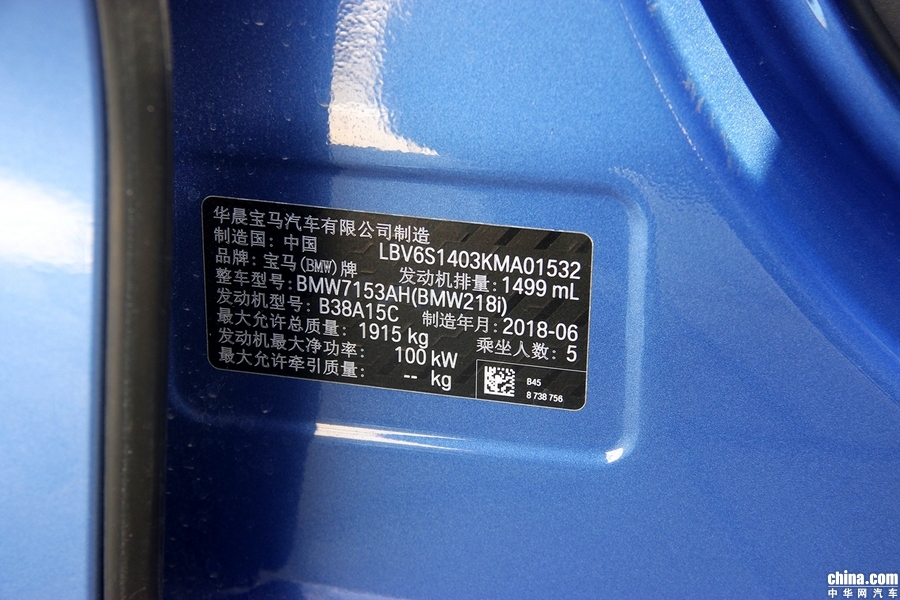 华晨宝马汽车有限公司制造
制造国：中国 LBV6S1403KMA01532
品牌：宝马(BMW)牌 发动机排量：1499 mL
整车型号：BMW7153AH(BMW218i)
发动机型号：B38A15C 制造年月：2018-06
最大允许总质量：1915 kg 乘坐人数：5
发动机最大净功率：100 kW
最大允许牵引质量：-- kg
B45
8 738 756
china.com
中华网汽车